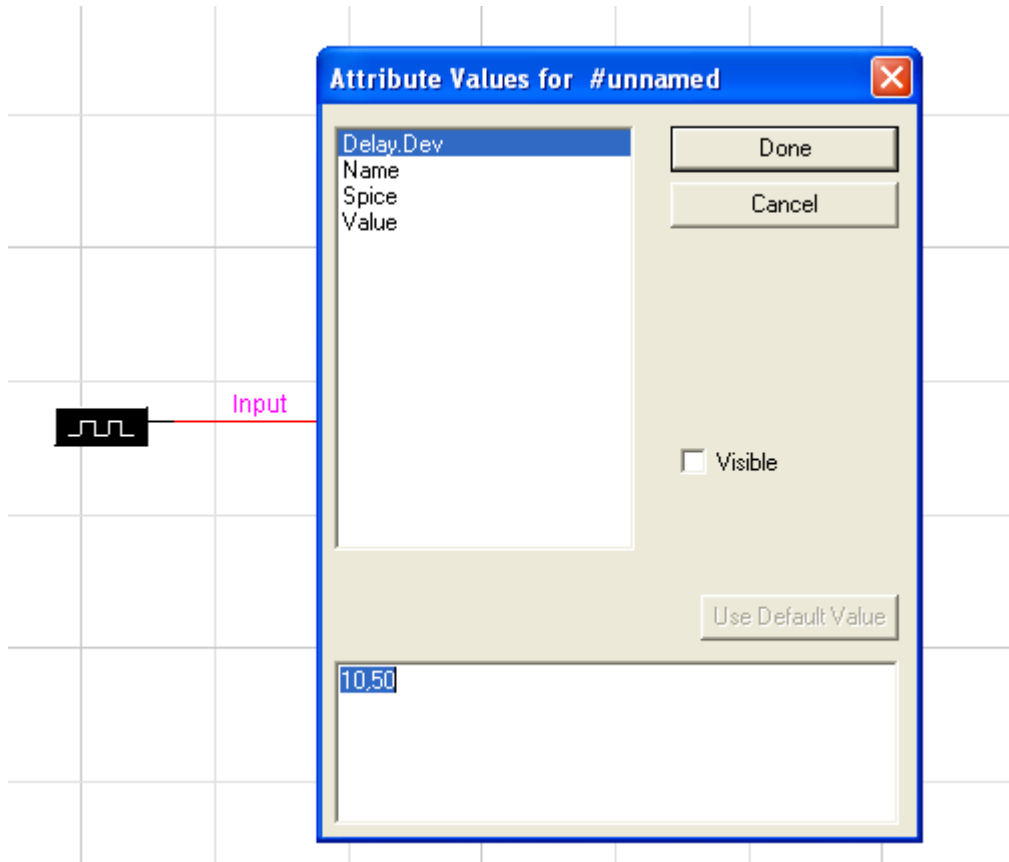 Attribute Values for #unnamed
Delay.Dev
Name
Spice
Value
Done
Cancel
Input
Visible
Use Default Value
10,50